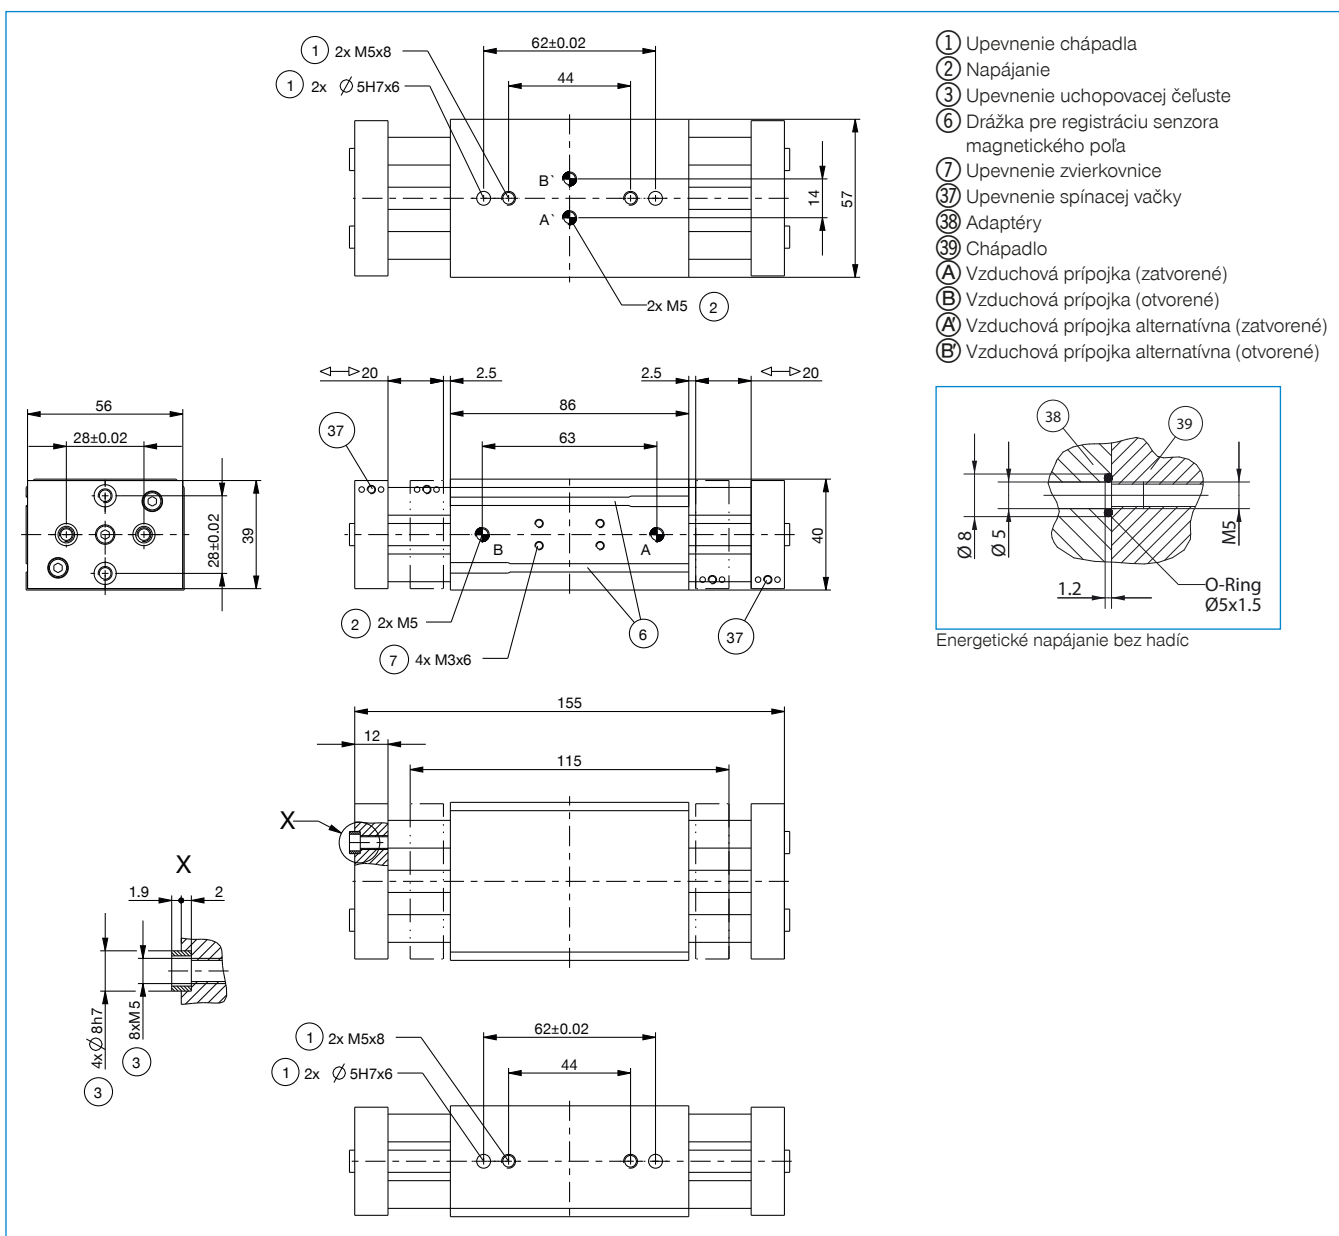 1 2x M5x8
1 2x Ø 5H7x6
62±0.02
44
B`
A`
14
57
2x M5 2
1 Upevnenie chápadla
2 Napájanie
3 Upevnenie uchopovacej čeľuste
6 Drážka pre registráciu senzora
magnetického poľa
7 Upevnenie zvierkovnice
37 Upevnenie spínacej vačky
38 Adaptéry
39 Chápadlo
A Vzduchová prípojka (zatvorené)
B Vzduchová prípojka (otvorené)
A' Vzduchová prípojka alternatívna (zatvorené)
B' Vzduchová prípojka alternatívna (otvorené)
56
28±0.02
28±0.02
39
20
2.5
2.5
20
86
63
37
B
A
40
2 2x M5
7 4x M3x6
6
37
38
39
Ø 8
Ø 5
M5
1.2
O-Ring
Ø5x1.5
Energetické napájanie bez hadíc
155
12
115
X
X
1.9
2
4x Ø 8h7
8xM5
3
3
1 2x M5x8
1 2x Ø 5H7x6
62±0.02
44